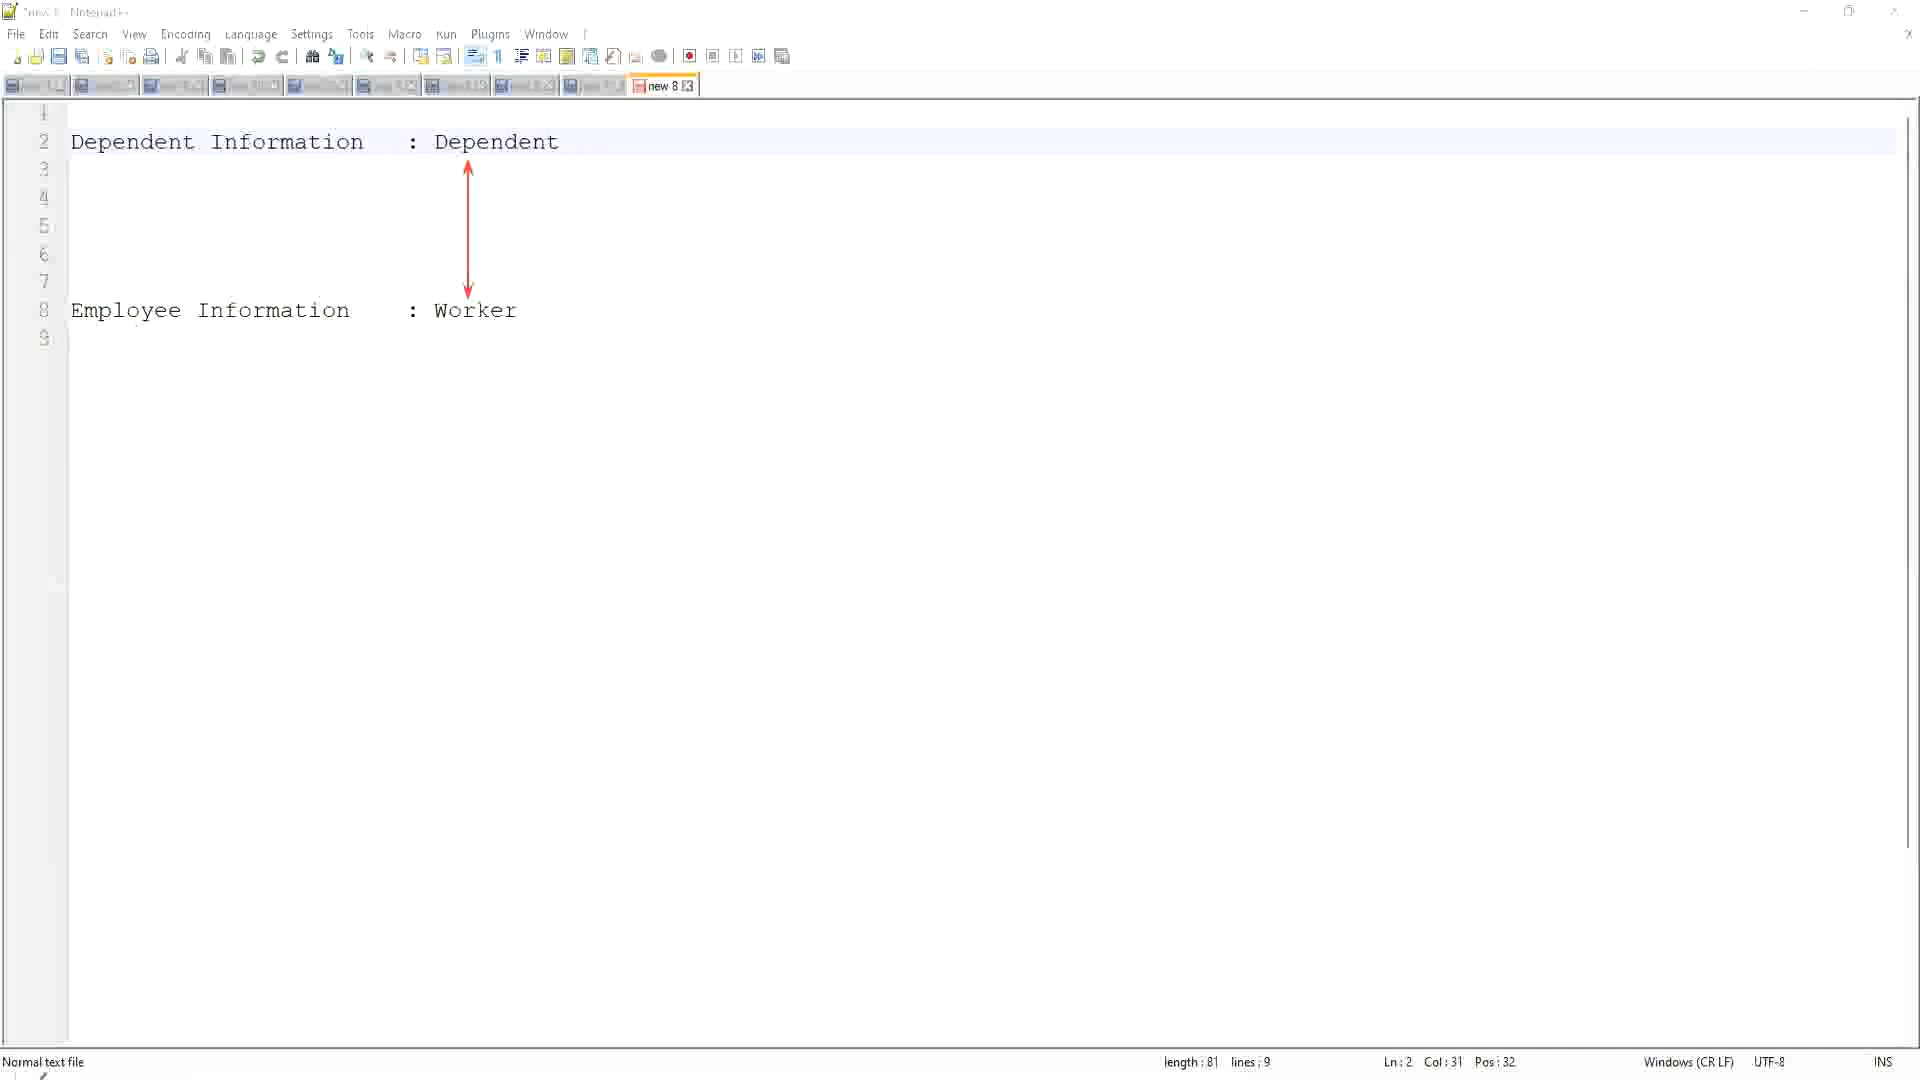 File Edit Search View Encoding Language Settings Tools Macro Run Plugins Window
new 8
1
2 Dependent Information : Dependent
3
4
5
6
7
8 Employee Information : Worker
9
Normal text file length : 81 lines : 9 Ln : 2 Col : 31 Pos : 32 Windows (CR LF) UTF-8 INS